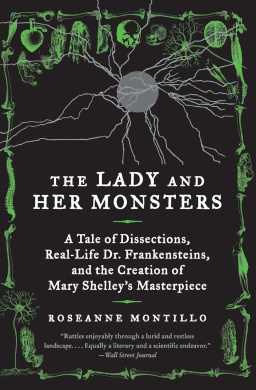 THE LADY AND
HER MONSTERS
A Tale of Dissections,
Real-Life Dr. Frankensteins,
and the Creation of
Mary Shelley's Masterpiece
ROSEANNE MONTILLO
"Rattles enjoyably through a lurid and restless
landscape. . . . Equally a literary and a scientific endeavor."
—Wall Street Journal